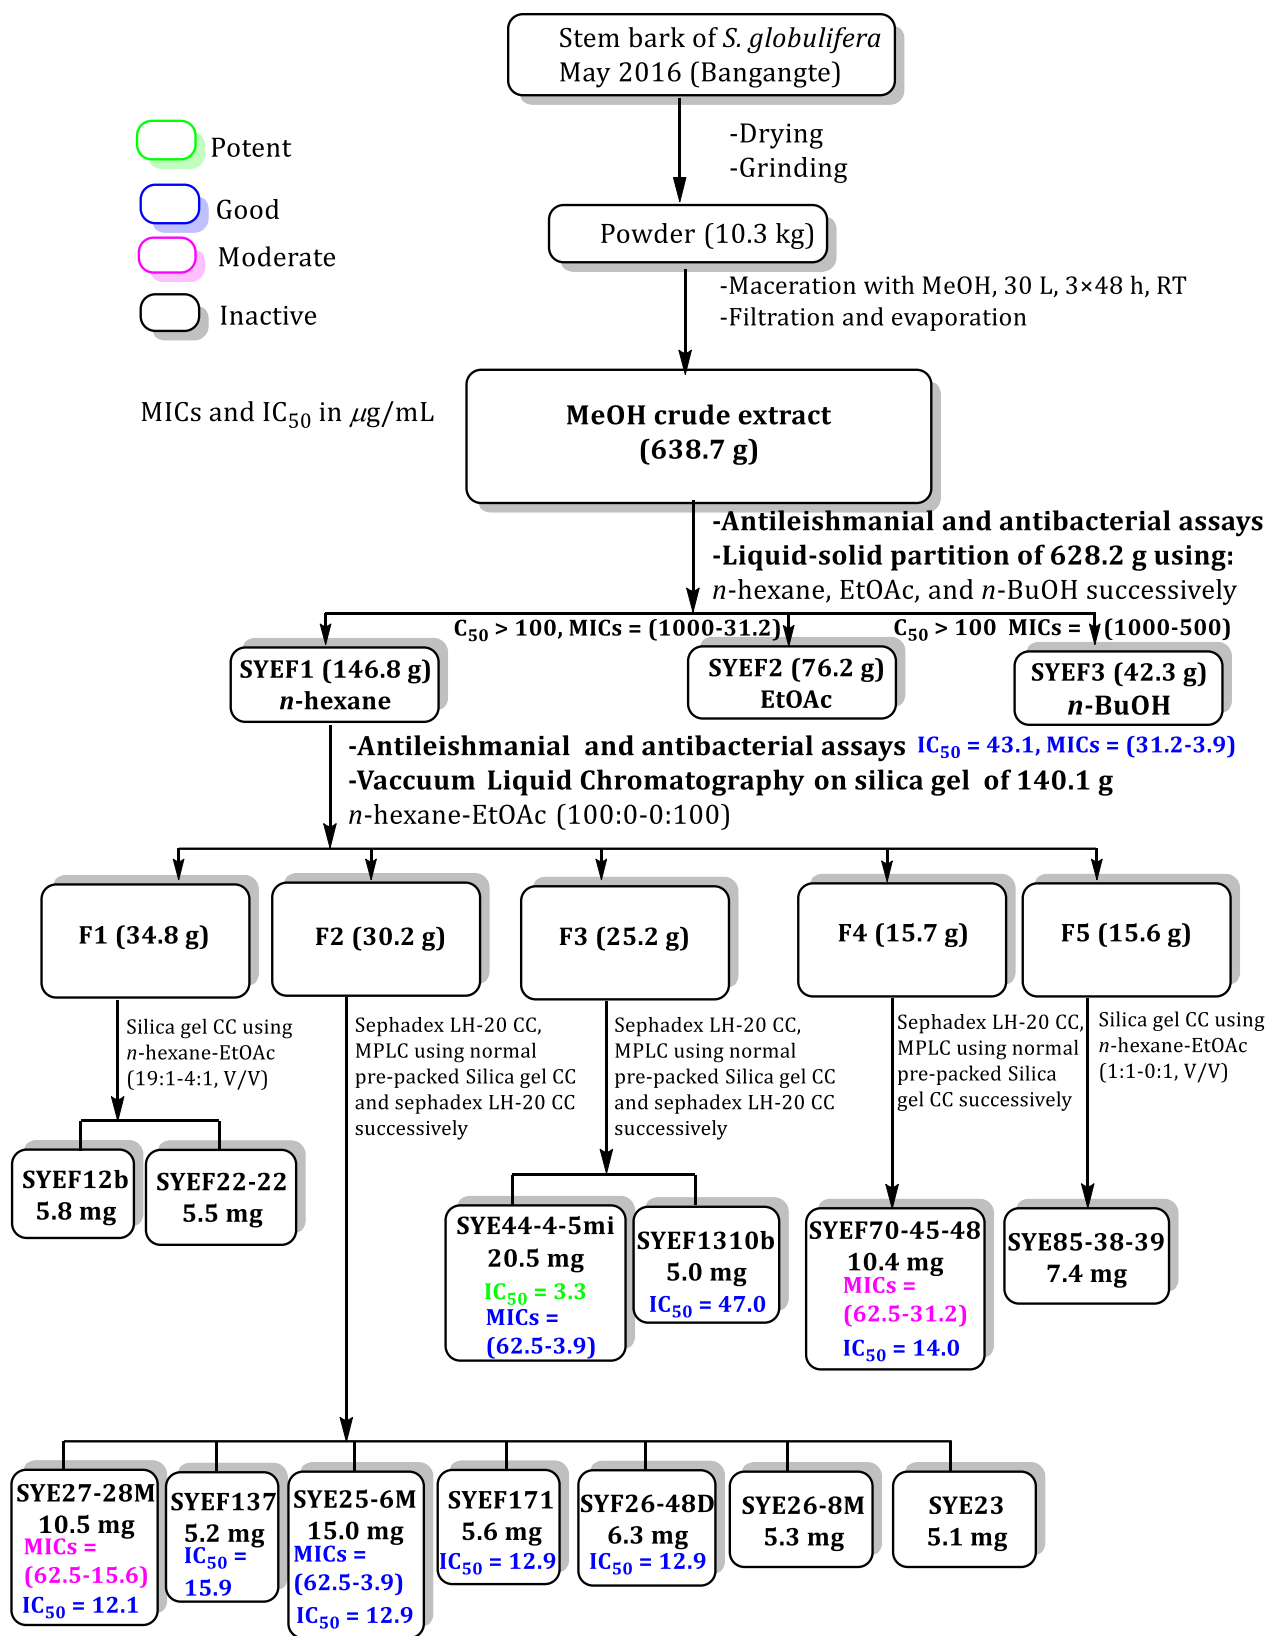 Stem bark of S. globulifera
May 2016 (Bangangte)
-Drying
-Grinding
Potent
Good
Moderate
Inactive
Powder (10.3 kg)
-Maceration with MeOH, 30 L, 3×48 h, RT
-Filtration and evaporation
MICs and IC50 in µg/mL
MeOH crude extract
(638.7 g)
-Antileishmanial and antibacterial assays
-Liquid-solid partition of 628.2 g using:
n-hexane, EtOAc, and n-BuOH successively
C50 > 100, MICs = (1000-31.2)
C50 > 100 MICs = (1000-500)
SYEF1 (146.8 g)
n-hexane
SYEF2 (76.2 g)
EtOAc
SYEF3 (42.3 g)
n-BuOH
-Antileishmanial and antibacterial assays IC50 = 43.1, MICs = (31.2-3.9)
-Vaccuum Liquid Chromatography on silica gel of 140.1 g
n-hexane-EtOAc (100:0-0:100)
F1 (34.8 g)
F2 (30.2 g)
F3 (25.2 g)
F4 (15.7 g)
F5 (15.6 g)
Silica gel CC using
n-hexane-EtOAc
(19:1-4:1, V/V)
Sephadex LH-20 CC,
MPLC using normal
pre-packed Silica gel CC
and sephadex LH-20 CC
successively
Sephadex LH-20 CC,
MPLC using normal
pre-packed Silica gel CC
and sephadex LH-20 CC
successively
Sephadex LH-20 CC,
MPLC using normal
pre-packed Silica
gel CC successively
Silica gel CC using
n-hexane-EtOAc
(1:1-0:1, V/V)
SYEF12b
5.8 mg
SYEF22-22
5.5 mg
SYE44-4-5mi
20.5 mg
IC50 = 3.3
MICs =
(62.5-3.9)
SYEF1310b
5.0 mg
IC50 = 47.0
SYEF70-45-48
10.4 mg
MICs =
(62.5-31.2)
IC50 = 14.0
SYE85-38-39
7.4 mg
SYE27-28M
10.5 mg
MICs =
(62.5-15.6)
IC50 = 12.1
SYEF137
5.2 mg
IC50 =
15.9
SYE25-6M
15.0 mg
MICs =
(62.5-3.9)
IC50 = 12.9
SYEF171
5.6 mg
IC50 = 12.9
SYF26-48D
6.3 mg
IC50 = 12.9
SYE26-8M
5.3 mg
SYE23
5.1 mg